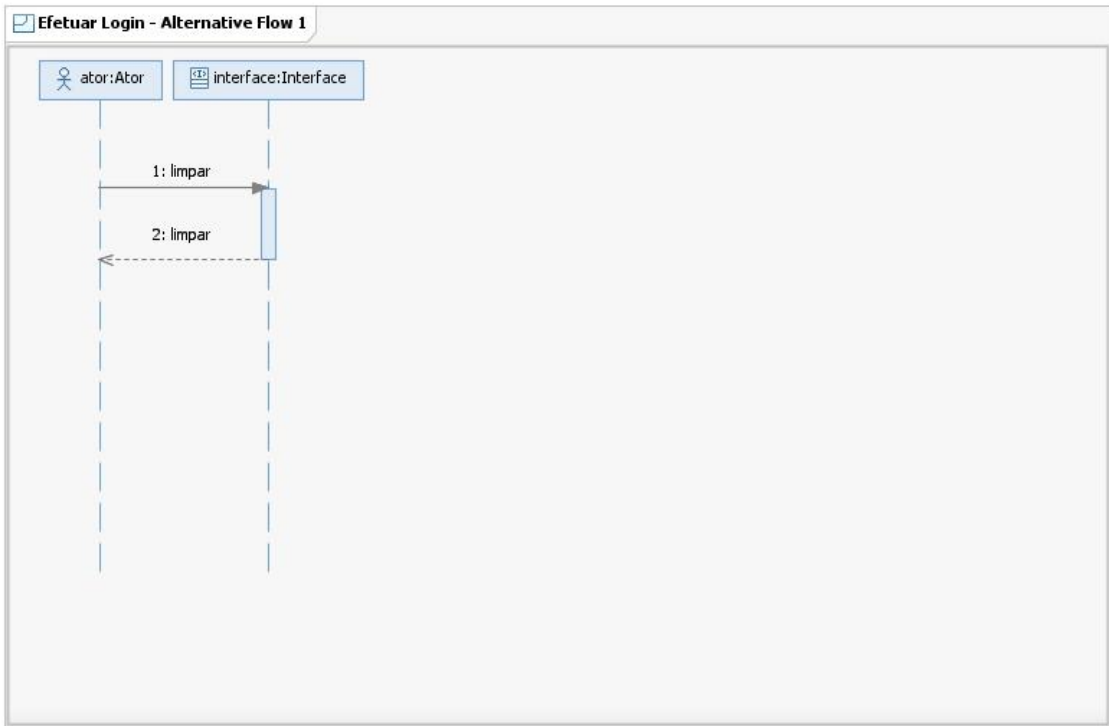 Efetuar Login - Alternative Flow 1
ator:Ator
interface:Interface
1: limpar
2: limpar